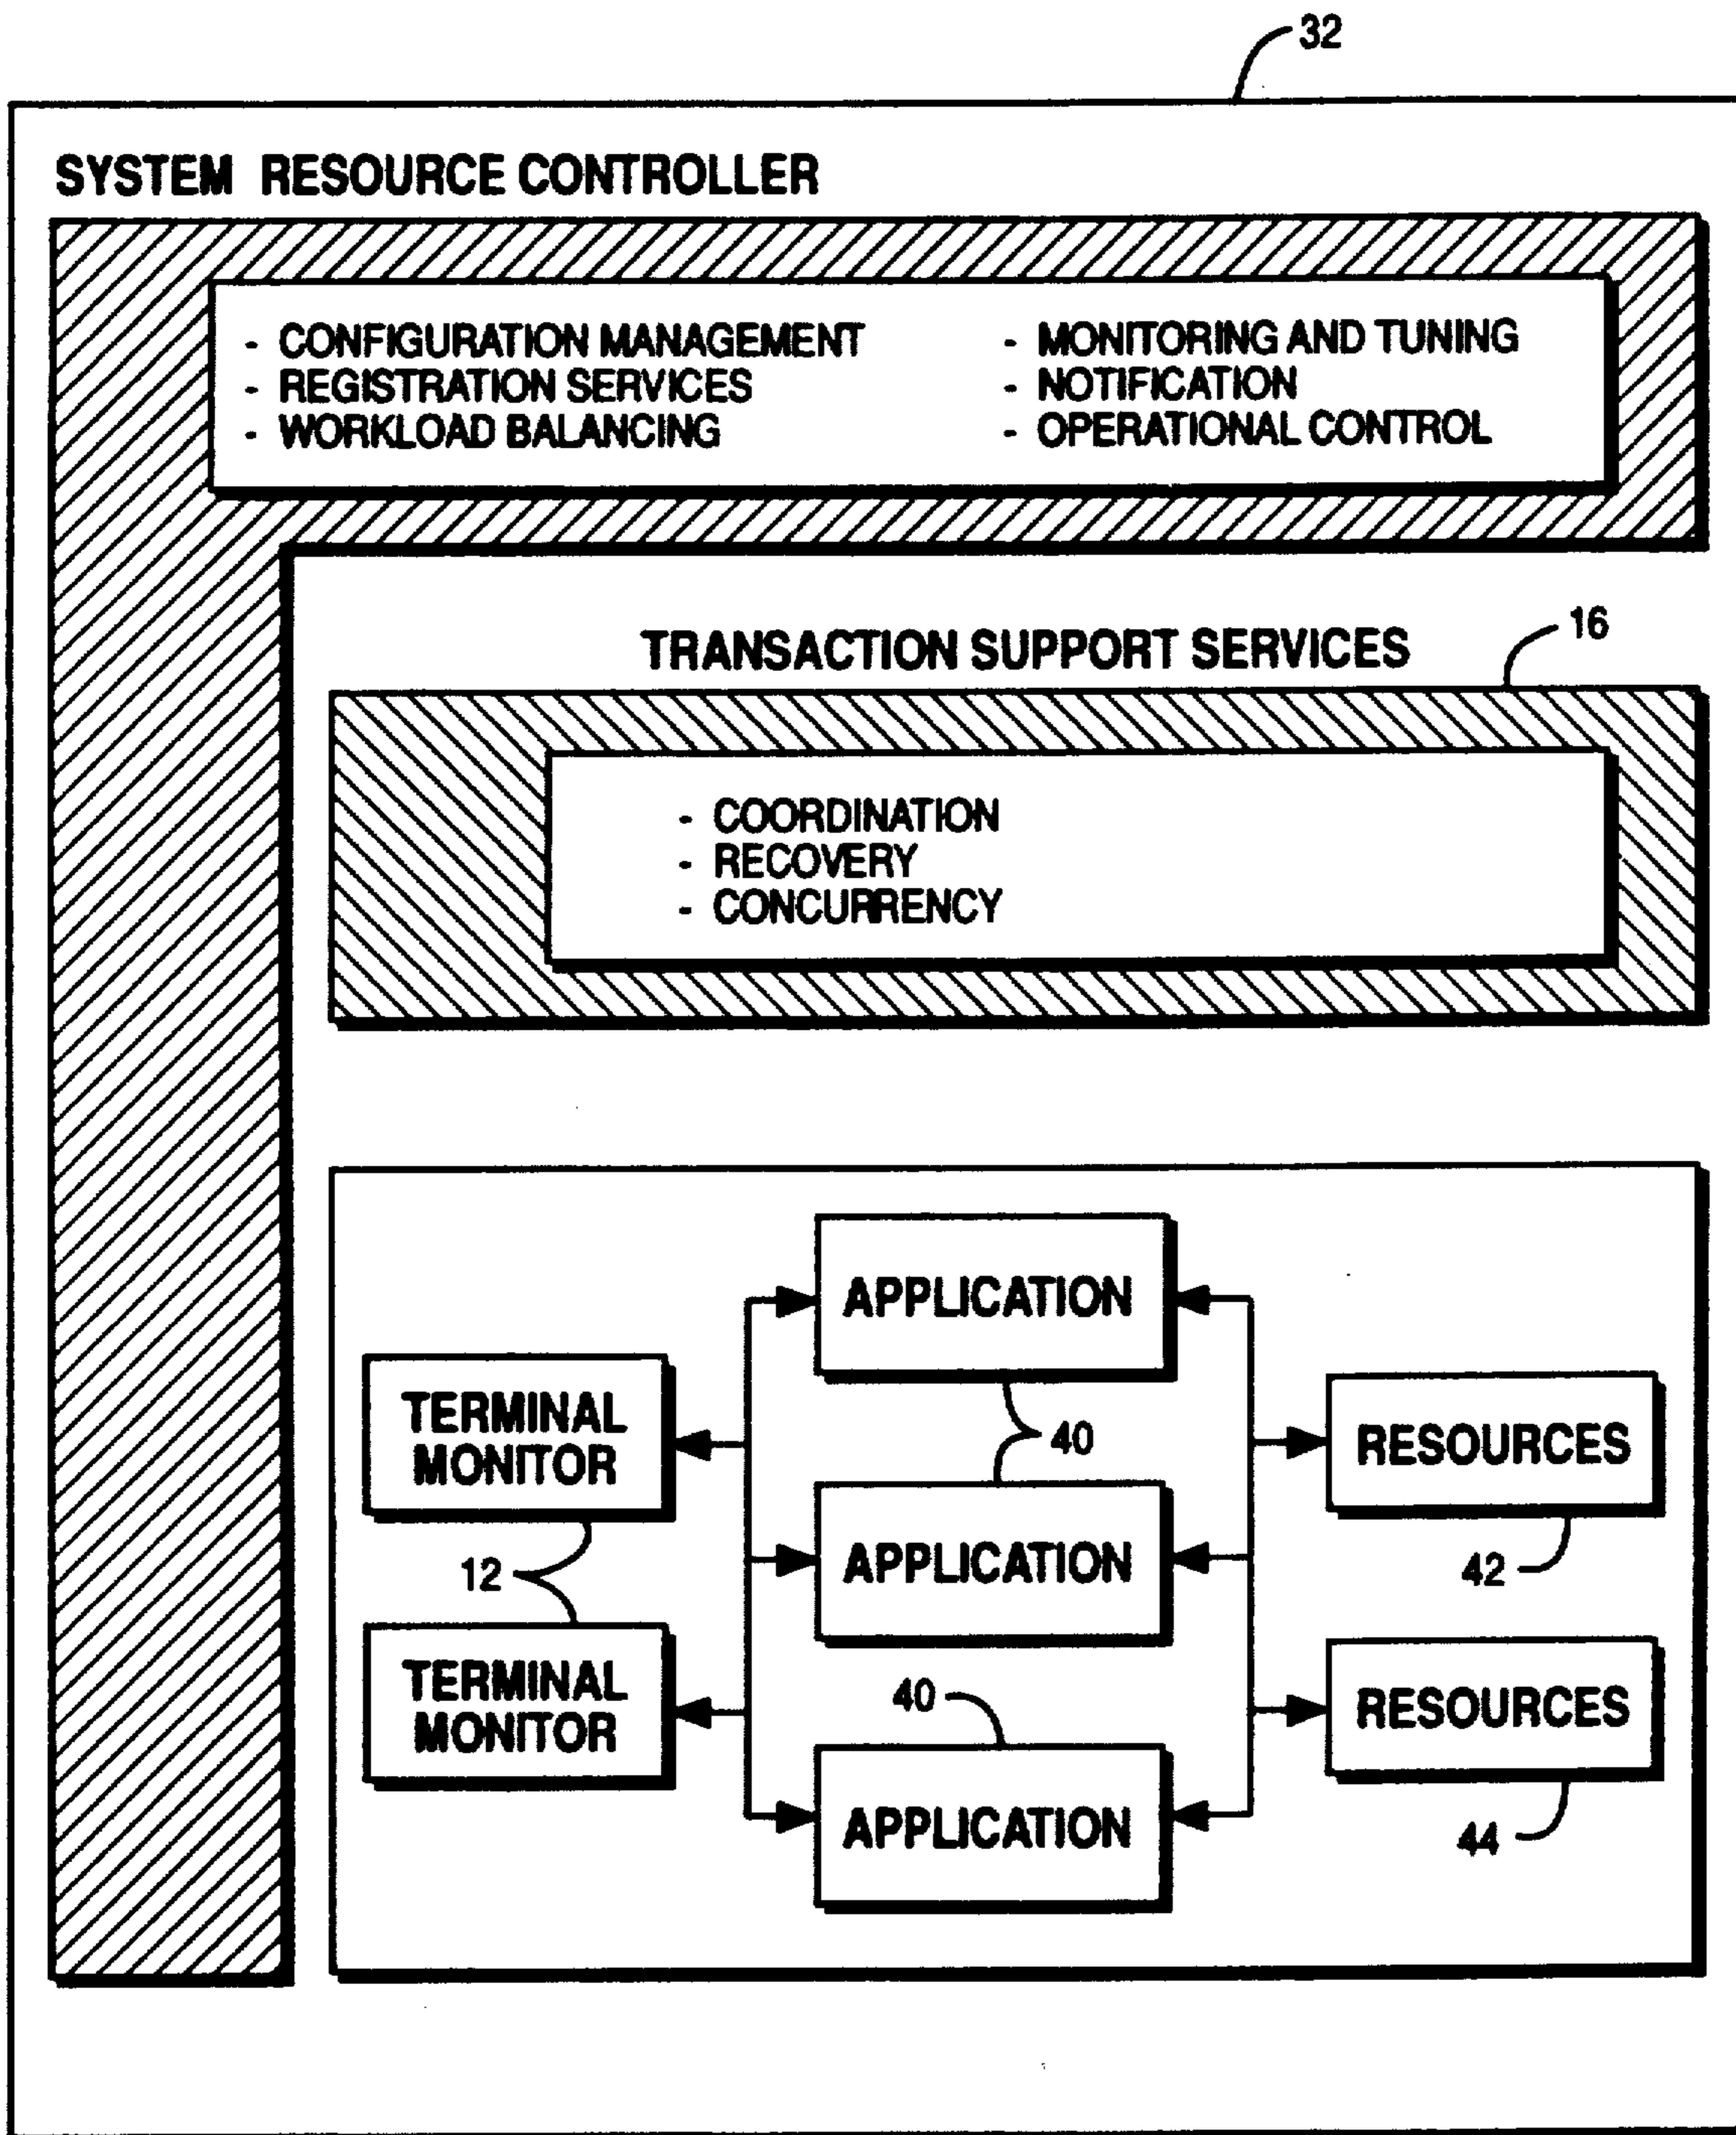 32
SYSTEM RESOURCE CONTROLLER
- CONFIGURATION MANAGEMENT
- REGISTRATION SERVICES
- WORKLOAD BALANCING
- MONITORING AND TUNING
- NOTIFICATION
- OPERATIONAL CONTROL
TRANSACTION SUPPORT SERVICES
16
- COORDINATION
- RECOVERY
- CONCURRENCY
APPLICATION
TERMINAL
MONITOR
40
RESOURCES
APPLICATION
12
42
TERMINAL
MONITOR
40
RESOURCES
APPLICATION
44